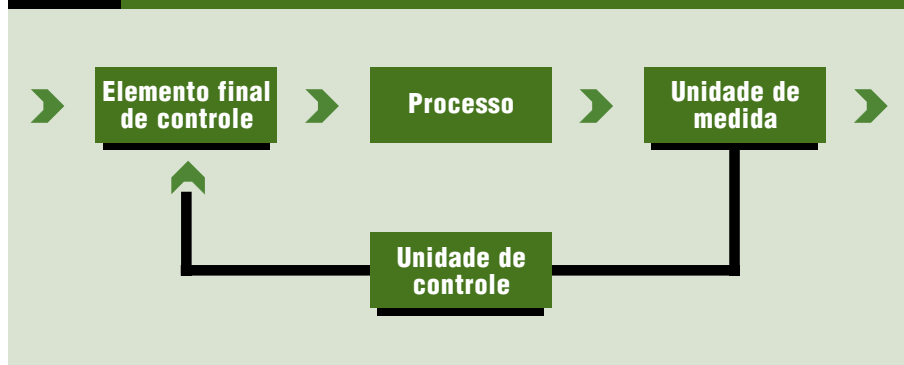 Elemento final
de controle
Processo
Unidade de
medida
Unidade de
controle